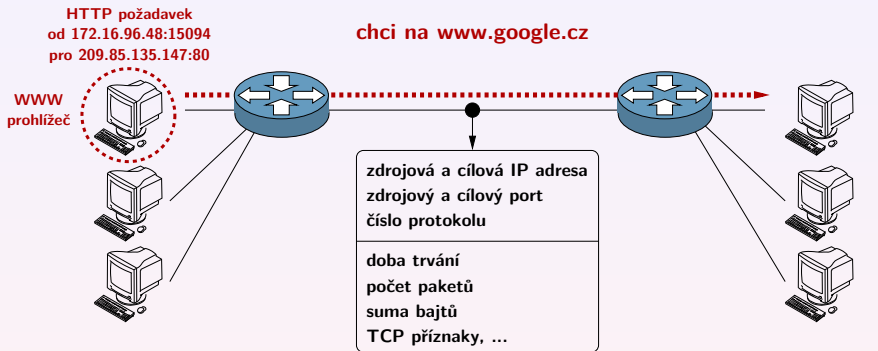 HTTP požadavek
od 172.16.96.48:15094
pro 209.85.135.147:80
chci na www.google.cz
WWW
prohlížeč
zdrojová a cílová IP adresa
zdrojový a cílový port
číslo protokolu
doba trvání
počet paketů
suma bajtů
TCP příznaky, ...